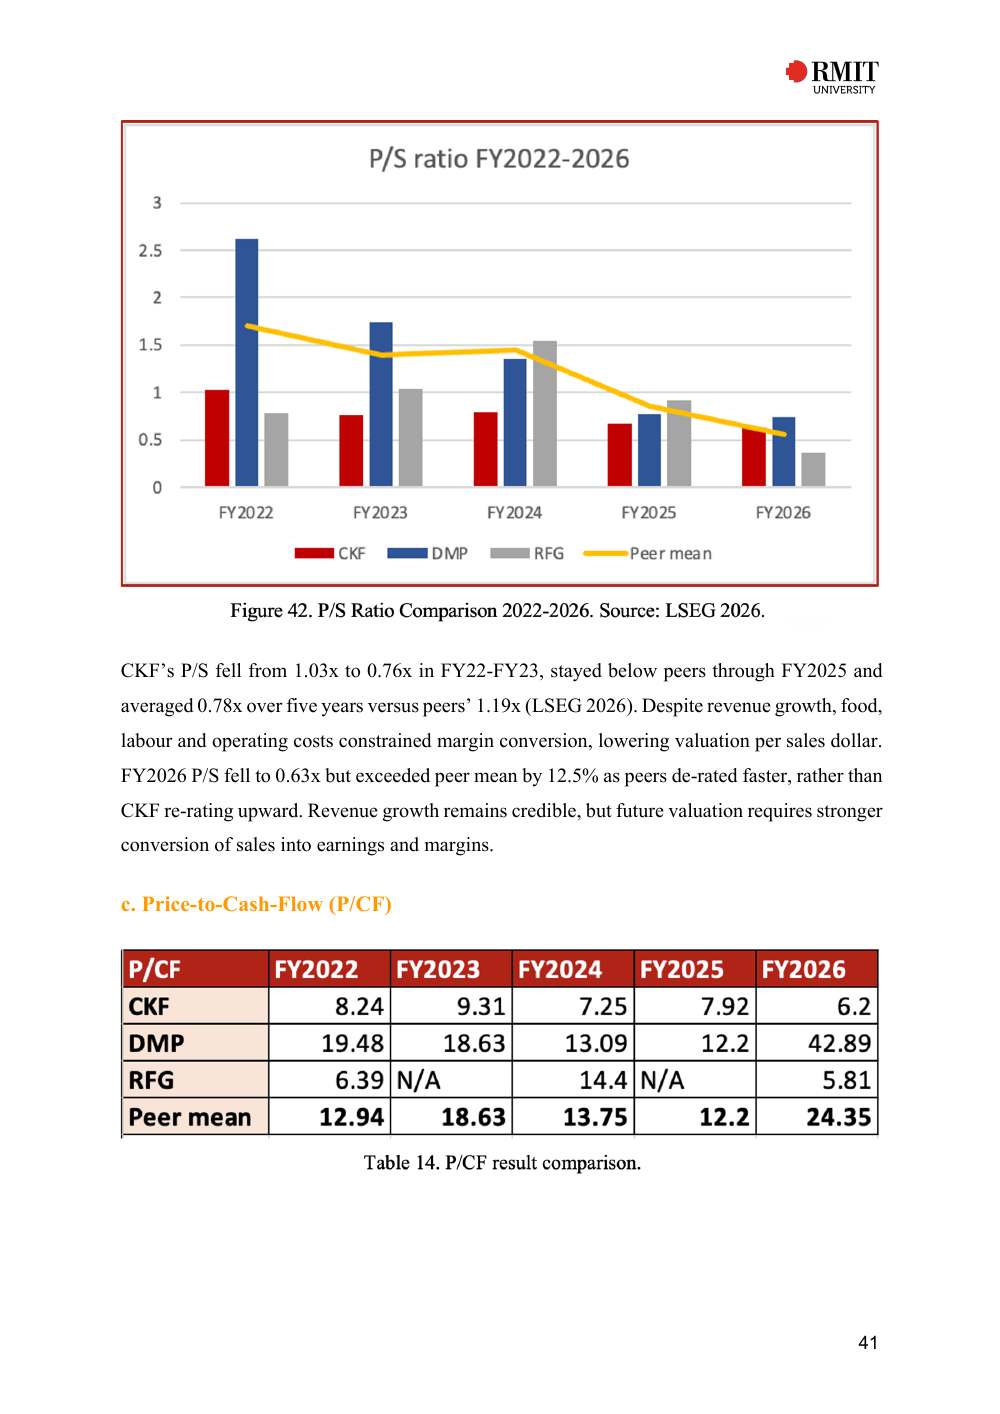 RMIT
UNIVERSITY
P/S ratio FY2022-2026
3
2.5
2
1.5
1
0.5
0
FY2022 FY2023 FY2024 FY2025 FY2026
CKF DMP RFG Peer mean
Figure 42. P/S Ratio Comparison 2022-2026. Source: LSEG 2026.
CKF’s P/S fell from 1.03x to 0.76x in FY22-FY23, stayed below peers through FY2025 and
averaged 0.78x over five years versus peers’ 1.19x (LSEG 2026). Despite revenue growth, food,
labour and operating costs constrained margin conversion, lowering valuation per sales dollar.
FY2026 P/S fell to 0.63x but exceeded peer mean by 12.5% as peers de-rated faster, rather than
CKF re-rating upward. Revenue growth remains credible, but future valuation requires stronger
conversion of sales into earnings and margins.
c. Price-to-Cash-Flow (P/CF)
P/CF FY2022 FY2023 FY2024 FY2025 FY2026
CKF 8.24 9.31 7.25 7.92 6.2
DMP 19.48 18.63 13.09 12.2 42.89
RFG 6.39 N/A 14.4 N/A 5.81
Peer mean 12.94 18.63 13.75 12.2 24.35
Table 14. P/CF result comparison.
41